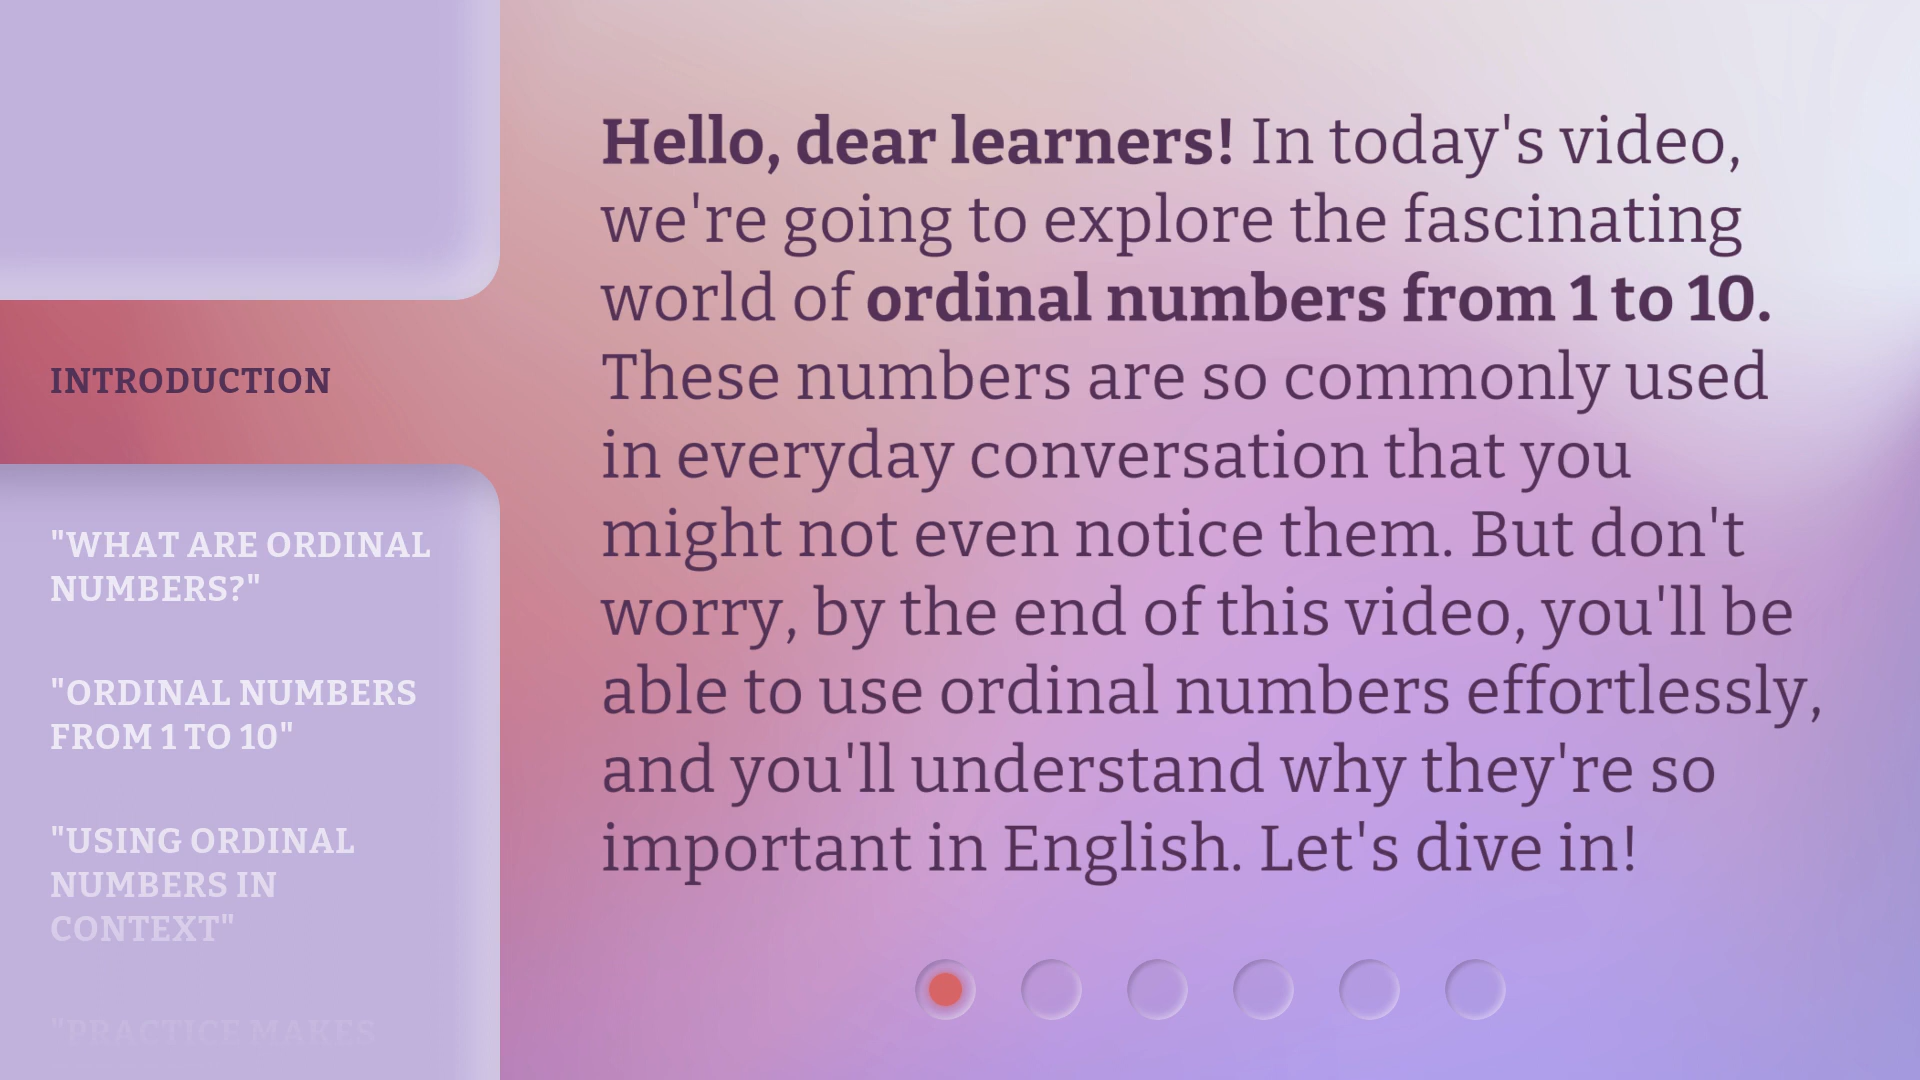 INTRODUCTION
"WHAT ARE ORDINAL
NUMBERS?"
"ORDINAL NUMBERS
FROM 1 TO 10"
"USING ORDINAL
NUMBERS IN
CONTEXT"
"PRACTICE MAKES
Hello, dear learners! In today's video,
we're going to explore the fascinating
world of ordinal numbers from 1 to 10.
These numbers are so commonly used
in everyday conversation that you
might not even notice them. But don't
worry, by the end of this video, you'll be
able to use ordinal numbers effortlessly,
and you'll understand why they're so
important in English. Let's dive in!